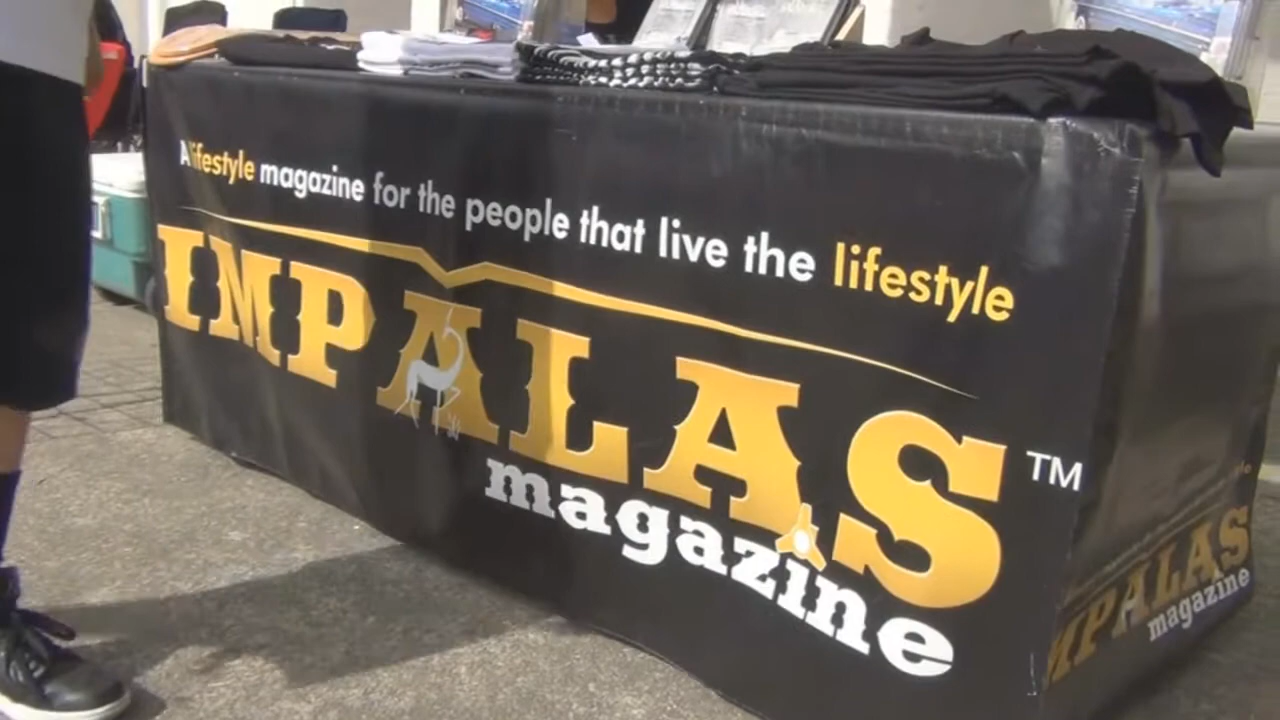 A lifestyle magazine for the people that live the lifestyle
IMPALAS TM
magazine
IMPALAS
magazine